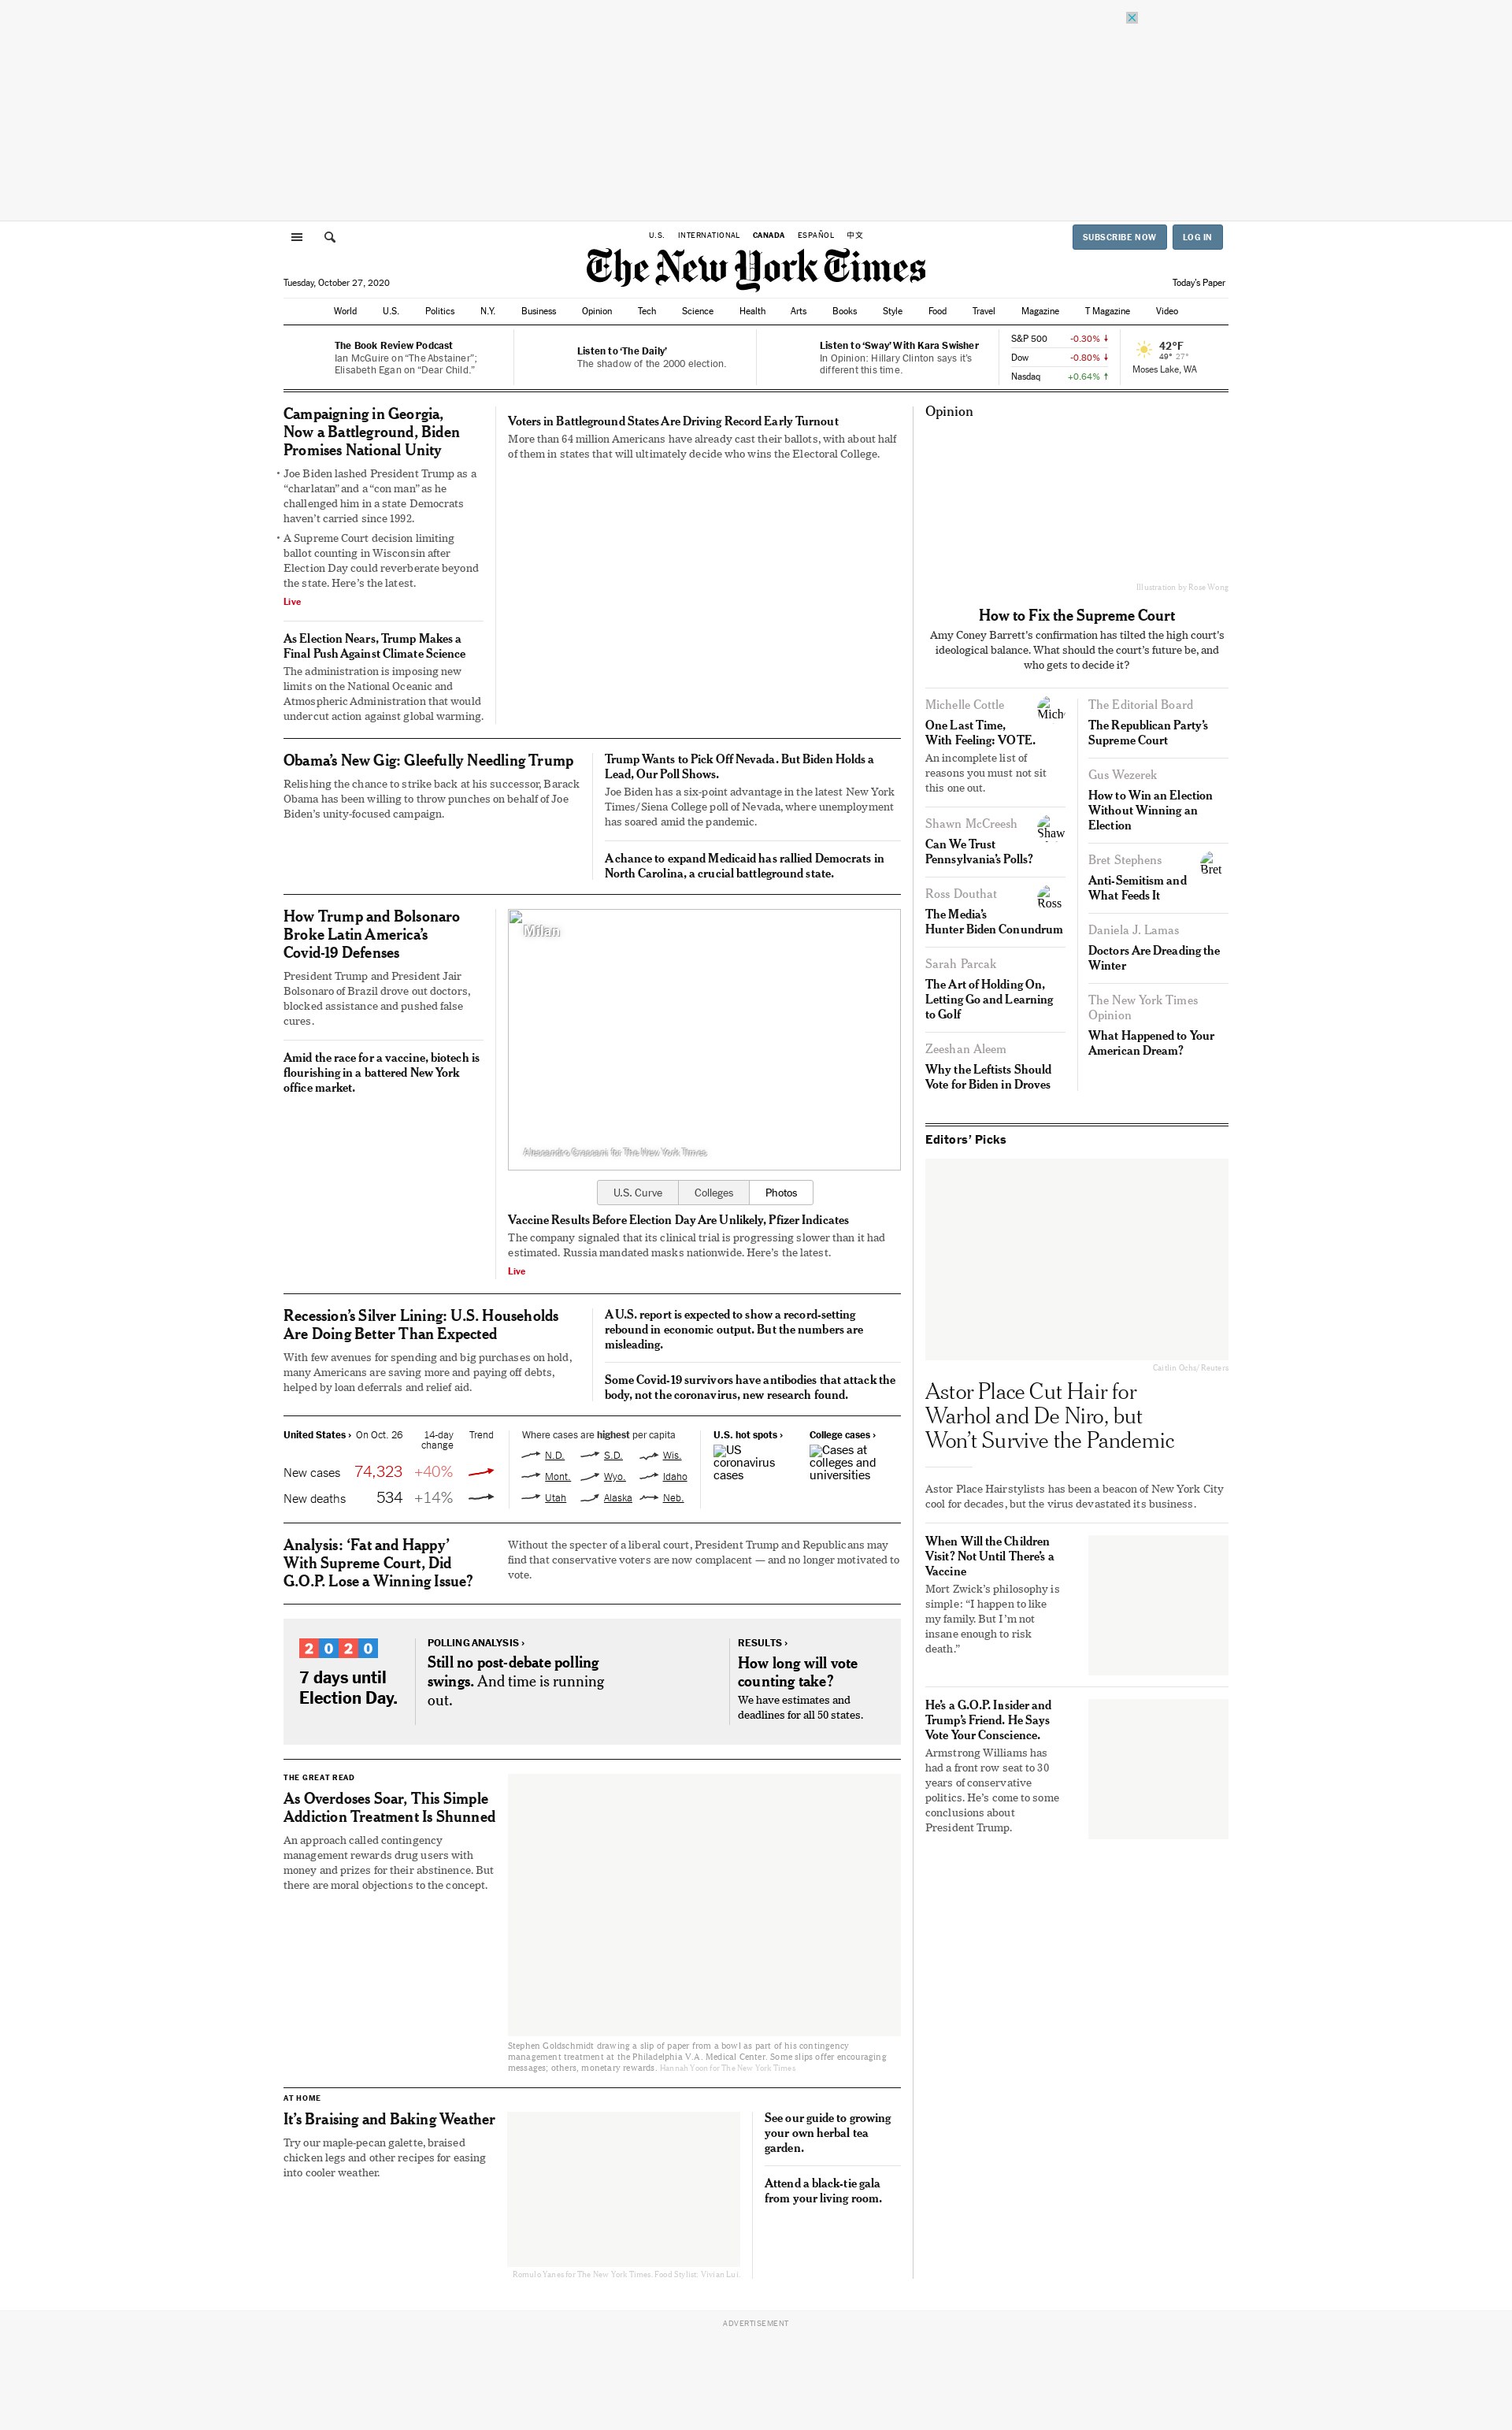 U.S. INTERNATIONAL CANADA ESPAÑOL 中文
SUBSCRIBE NOW
LOG IN
The New York Times
Tuesday, October 27, 2020
Today's Paper
World U.S. Politics N.Y. Business Opinion Tech Science Health Arts Books Style Food Travel Magazine T Magazine Video
The Book Review Podcast
Ian McGuire on “The Abstainer”;
Elisabeth Egan on “Dear Child.”
Listen to ‘The Daily’
The shadow of the 2000 election.
Listen to ‘Sway’ With Kara Swisher
In Opinion: Hillary Clinton says it’s
different this time.
S&P 500 -0.30% ↓
Dow -0.80% ↓
Nasdaq +0.64% ↑
42°F
49° 27°
Moses Lake, WA
Campaigning in Georgia,
Now a Battleground, Biden
Promises National Unity
• Joe Biden lashed President Trump as a
“charlatan” and a “con man” as he
challenged him in a state Democrats
haven’t carried since 1992.
• A Supreme Court decision limiting
ballot counting in Wisconsin after
Election Day could reverberate beyond
the state. Here’s the latest.
Live
As Election Nears, Trump Makes a
Final Push Against Climate Science
The administration is imposing new
limits on the National Oceanic and
Atmospheric Administration that would
undercut action against global warming.
Voters in Battleground States Are Driving Record Early Turnout
More than 64 million Americans have already cast their ballots, with about half
of them in states that will ultimately decide who wins the Electoral College.
Obama’s New Gig: Gleefully Needling Trump
Relishing the chance to strike back at his successor, Barack
Obama has been willing to throw punches on behalf of Joe
Biden’s unity-focused campaign.
Trump Wants to Pick Off Nevada. But Biden Holds a
Lead, Our Poll Shows.
Joe Biden has a six-point advantage in the latest New York
Times/Siena College poll of Nevada, where unemployment
has soared amid the pandemic.
A chance to expand Medicaid has rallied Democrats in
North Carolina, a crucial battleground state.
How Trump and Bolsonaro
Broke Latin America’s
Covid-19 Defenses
President Trump and President Jair
Bolsonaro of Brazil drove out doctors,
blocked assistance and pushed false
cures.
Amid the race for a vaccine, biotech is
flourishing in a battered New York
office market.
Milan
Alessandro Grassani for The New York Times
U.S. Curve Colleges Photos
Vaccine Results Before Election Day Are Unlikely, Pfizer Indicates
The company signaled that its clinical trial is progressing slower than it had
estimated. Russia mandated masks nationwide. Here’s the latest.
Live
Recession’s Silver Lining: U.S. Households
Are Doing Better Than Expected
With few avenues for spending and big purchases on hold,
many Americans are saving more and paying off debts,
helped by loan deferrals and relief aid.
A U.S. report is expected to show a record-setting
rebound in economic output. But the numbers are
misleading.
Some Covid-19 survivors have antibodies that attack the
body, not the coronavirus, new research found.
United States › On Oct. 26 14-day
change Trend
New cases 74,323 +40%
New deaths 534 +14%
Where cases are highest per capita
N.D. S.D. Wis.
Mont. Wyo. Idaho
Utah Alaska Neb.
U.S. hot spots ›
US
coronavirus
cases
College cases ›
Cases at
colleges and
universities
Analysis: ‘Fat and Happy’
With Supreme Court, Did
G.O.P. Lose a Winning Issue?
Without the specter of a liberal court, President Trump and Republicans may
find that conservative voters are now complacent — and no longer motivated to
vote.
2020
7 days until
Election Day.
POLLING ANALYSIS ›
Still no post-debate polling
swings. And time is running
out.
RESULTS ›
How long will vote
counting take?
We have estimates and
deadlines for all 50 states.
THE GREAT READ
As Overdoses Soar, This Simple
Addiction Treatment Is Shunned
An approach called contingency
management rewards drug users with
money and prizes for their abstinence. But
there are moral objections to the concept.
Stephen Goldschmidt drawing a slip of paper from a bowl as part of his contingency
management treatment at the Philadelphia V.A. Medical Center. Some slips offer encouraging
messages; others, monetary rewards. Hannah Yoon for The New York Times
AT HOME
It’s Braising and Baking Weather
Try our maple-pecan galette, braised
chicken legs and other recipes for easing
into cooler weather.
Romulo Yanes for The New York Times. Food Stylist: Vivian Lui.
See our guide to growing
your own herbal tea
garden.
Attend a black-tie gala
from your living room.
Opinion
Illustration by Rose Wong
How to Fix the Supreme Court
Amy Coney Barrett’s confirmation has tilted the high court’s
ideological balance. What should the court’s future be, and
who gets to decide it?
Michelle Cottle
Miche
One Last Time,
With Feeling: VOTE.
An incomplete list of
reasons you must not sit
this one out.
Shawn McCreesh
Shaw
Can We Trust
Pennsylvania’s Polls?
Ross Douthat
Ross
The Media’s
Hunter Biden Conundrum
Sarah Parcak
The Art of Holding On,
Letting Go and Learning
to Golf
Zeeshan Aleem
Why the Leftists Should
Vote for Biden in Droves
The Editorial Board
The Republican Party’s
Supreme Court
Gus Wezerek
How to Win an Election
Without Winning an
Election
Bret Stephens
Bret
Anti-Semitism and
What Feeds It
Daniela J. Lamas
Doctors Are Dreading the
Winter
The New York Times
Opinion
What Happened to Your
American Dream?
Editors’ Picks
Caitlin Ochs/Reuters
Astor Place Cut Hair for
Warhol and De Niro, but
Won’t Survive the Pandemic
Astor Place Hairstylists has been a beacon of New York City
cool for decades, but the virus devastated its business.
When Will the Children
Visit? Not Until There’s a
Vaccine
Mort Zwick’s philosophy is
simple: “I happen to like
my family. But I’m not
insane enough to risk
death.”
He’s a G.O.P. Insider and
Trump’s Friend. He Says
Vote Your Conscience.
Armstrong Williams has
had a front row seat to 30
years of conservative
politics. He’s come to some
conclusions about
President Trump.
ADVERTISEMENT